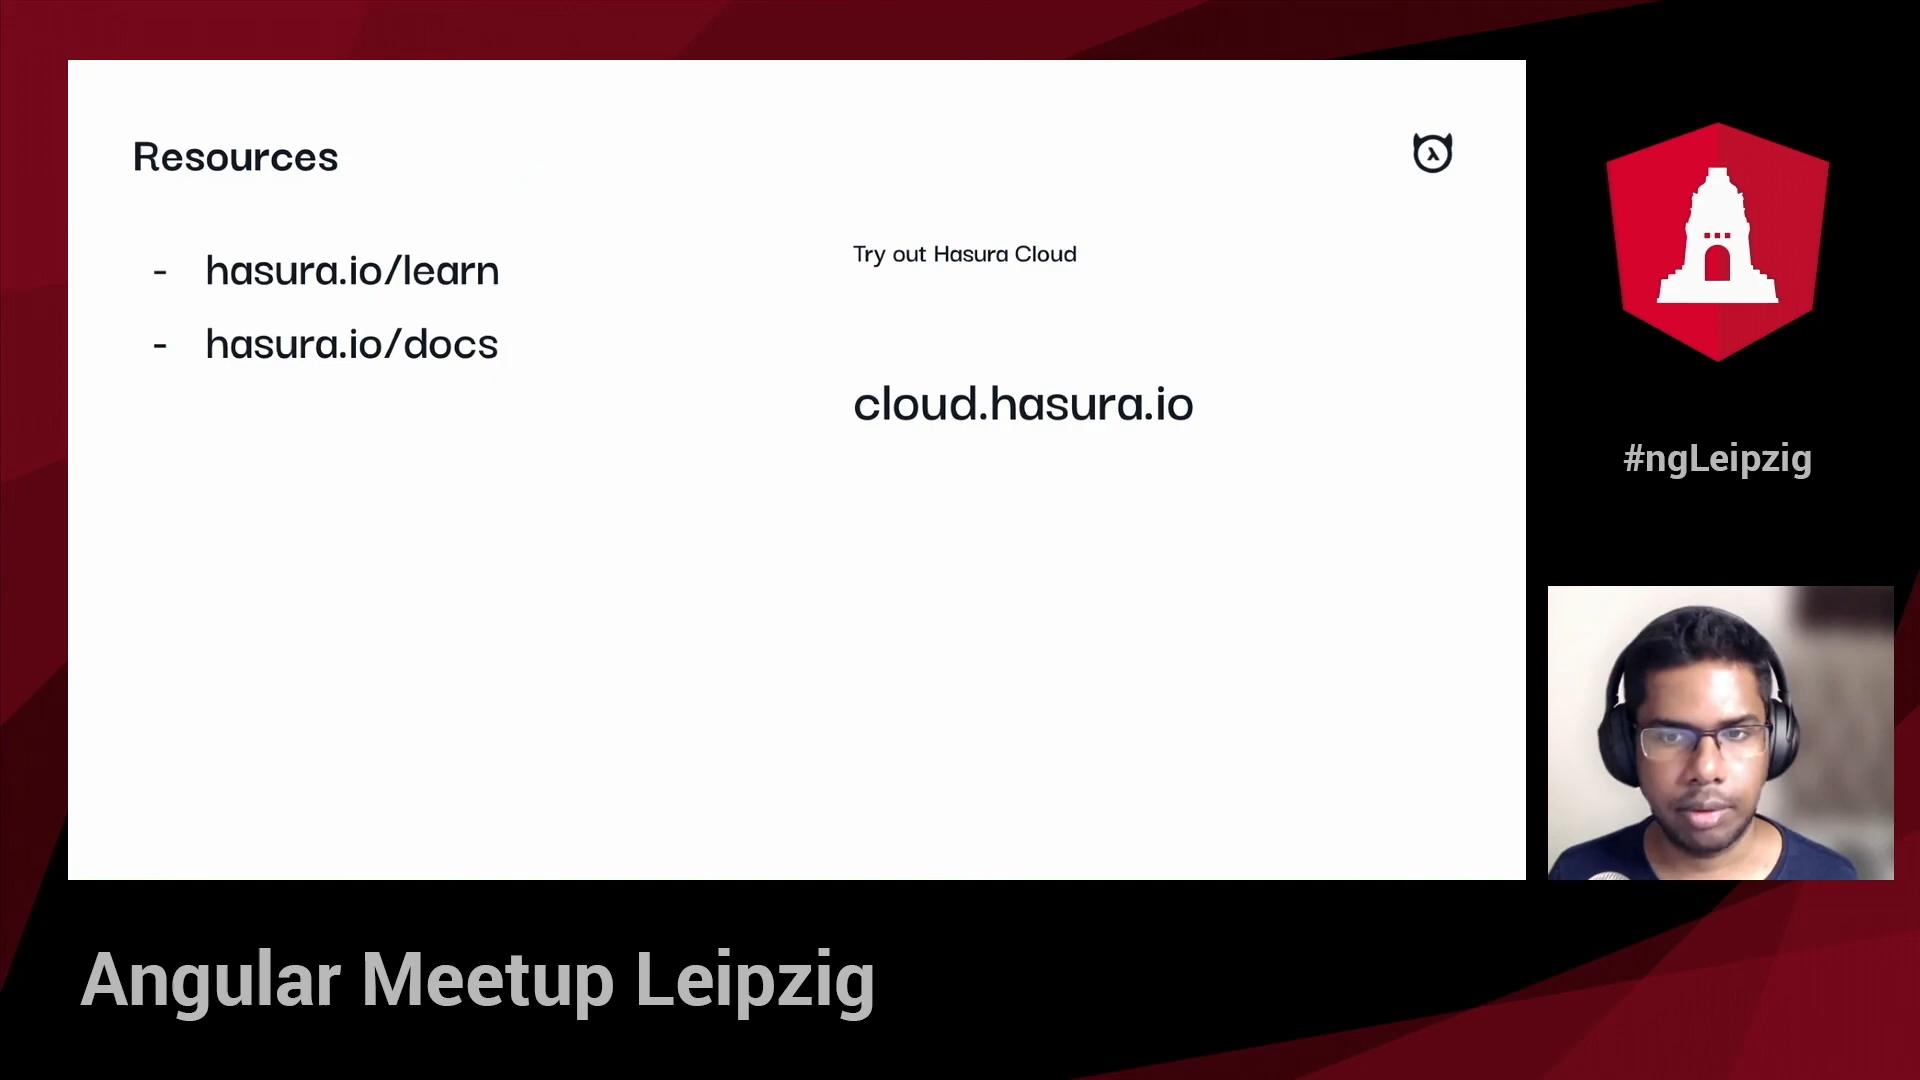 Resources
- hasura.io/learn
- hasura.io/docs
Try out Hasura Cloud
cloud.hasura.io
#ngLeipzig
Angular Meetup Leipzig